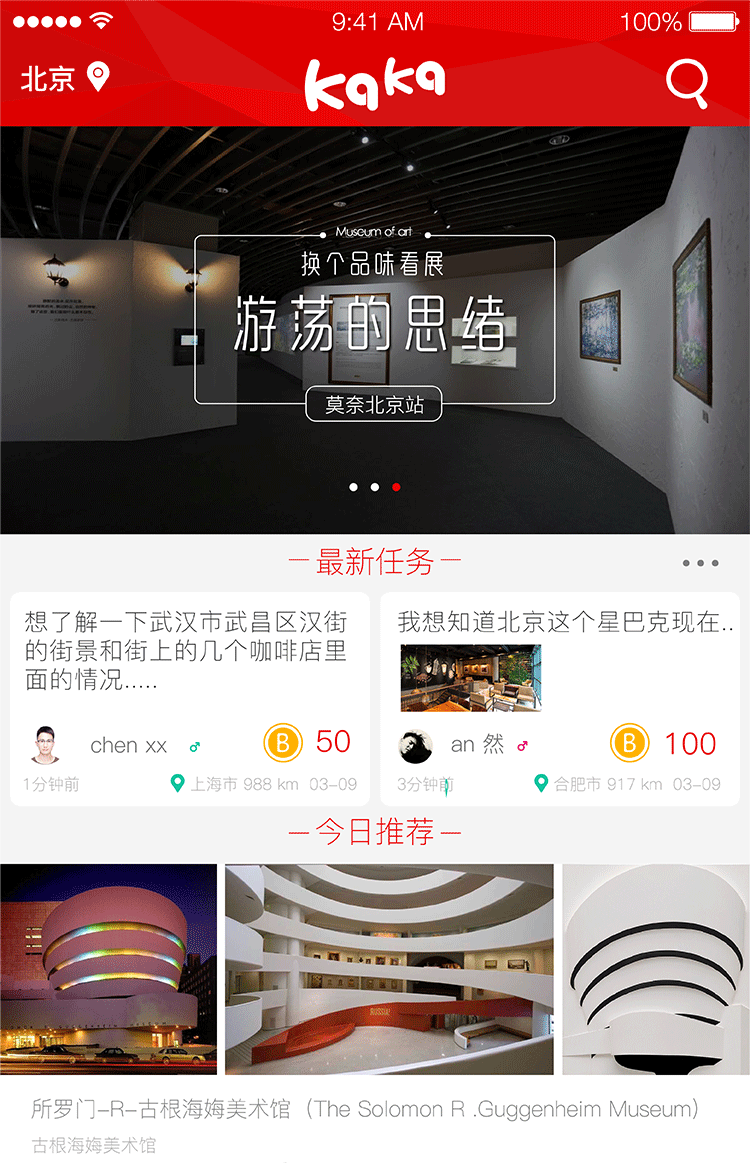 9:41 AM
100%
北京
kaka
Museum of art
换个品味看展
游荡的思绪
莫奈北京站
最新任务
想了解一下武汉市武昌区汉街
的街景和街上的几个咖啡店里
面的情况.....
chen xx
B 50
1分钟前
上海市 988 km 03-09
我想知道北京这个星巴克现在..
an 然
B 100
3分钟前
合肥市 917 km 03-09
今日推荐
RUSSIA!
所罗门-R-古根海姆美术馆（The Solomon R .Guggenheim Museum）
古根海姆美术馆